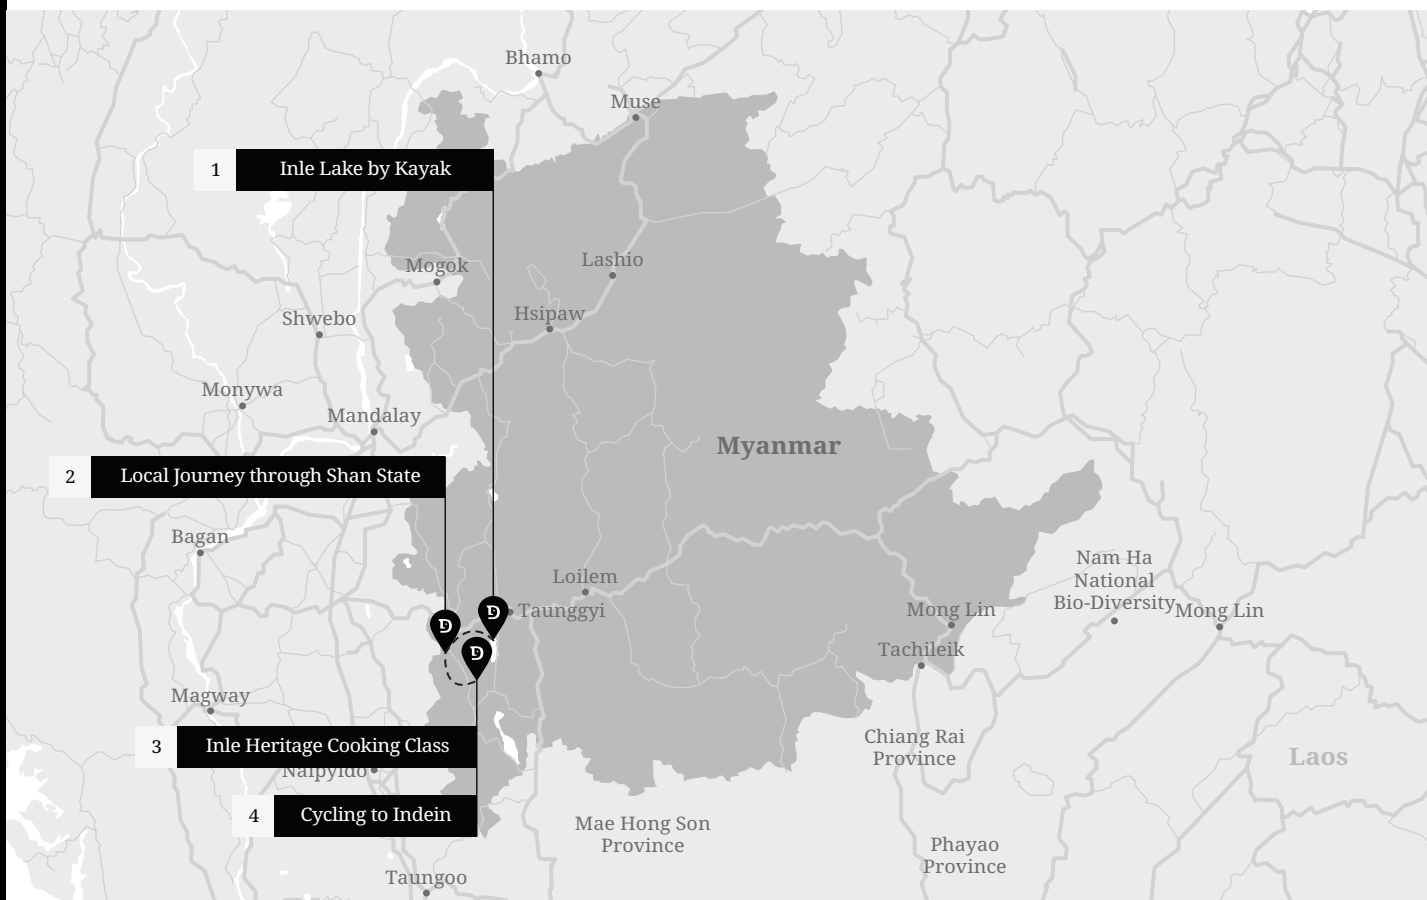 Bhamo
Muse
1 Inle Lake by Kayak
Lashio
Mogok
Hsipaw
Shwebo
Monywa
Mandalay
Myanmar
2 Local Journey through Shan State
Bagan
Nam Ha
National
Bio-Diversity
Loilem
Taunggyi
Mong Lin
Mong Lin
D
D
D
Tachileik
Magway
Chiang Rai
Province
3 Inle Heritage Cooking Class
Laos
Naipyido
4 Cycling to Indein
Mae Hong Son
Province
Phayao
Province
Taungoo